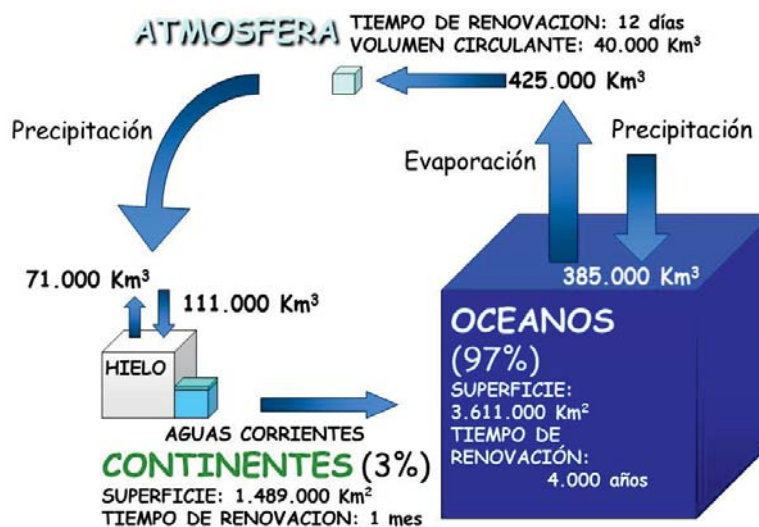 ATMOSFERA
TIEMPO DE RENOVACION: 12 días
VOLUMEN CIRCULANTE: 40.000 Km³
425.000 Km³
Precipitación
Evaporación
Precipitación
71.000 Km³
111.000 Km³
385.000 Km³
HIELO
OCEANOS
(97%)
SUPERFICIE:
3.611.000 Km²
TIEMPO DE
RENOVACIÓN:
4.000 años
AGUAS CORRIENTES
CONTINENTES (3%)
SUPERFICIE: 1.489.000 Km²
TIEMPO DE RENOVACION: 1 mes